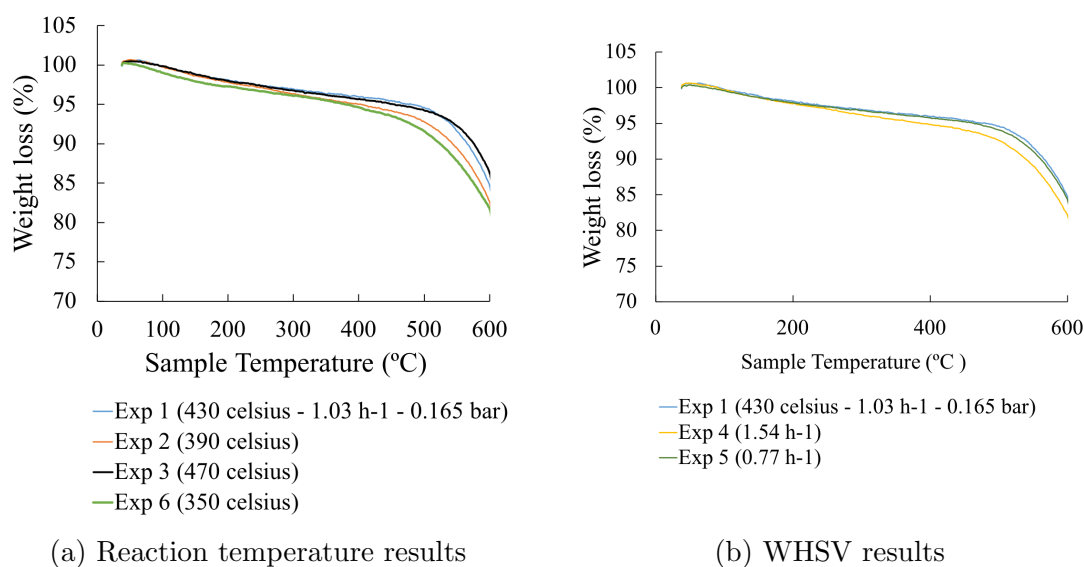 105
100
95
90
85
80
75
70
0
100
200
300
400
500
600
Weight loss (%)
Sample Temperature (ºC)
Exp 1 (430 celsius - 1.03 h-1 - 0.165 bar)
Exp 2 (390 celsius)
Exp 3 (470 celsius)
Exp 6 (350 celsius)
(a) Reaction temperature results
105
100
95
90
85
80
75
70
0
200
400
600
Weight loss (%)
Sample Temperature (ºC )
Exp 1 (430 celsius - 1.03 h-1 - 0.165 bar)
Exp 4 (1.54 h-1)
Exp 5 (0.77 h-1)
(b) WHSV results